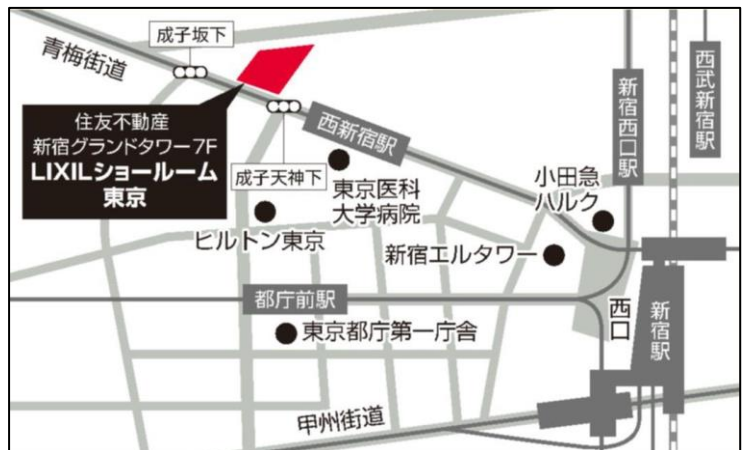 成子坂下
青梅街道
住友不動産
新宿グランドタワー7F
LIXILショールーム
東京
成子天神下
西新宿駅
東京医科
大学病院
ヒルトン東京
新宿西口駅
西武新宿駅
小田急
ハルク
新宿エルタワー
都庁前駅
東京都庁第一庁舎
西口
新宿駅
甲州街道